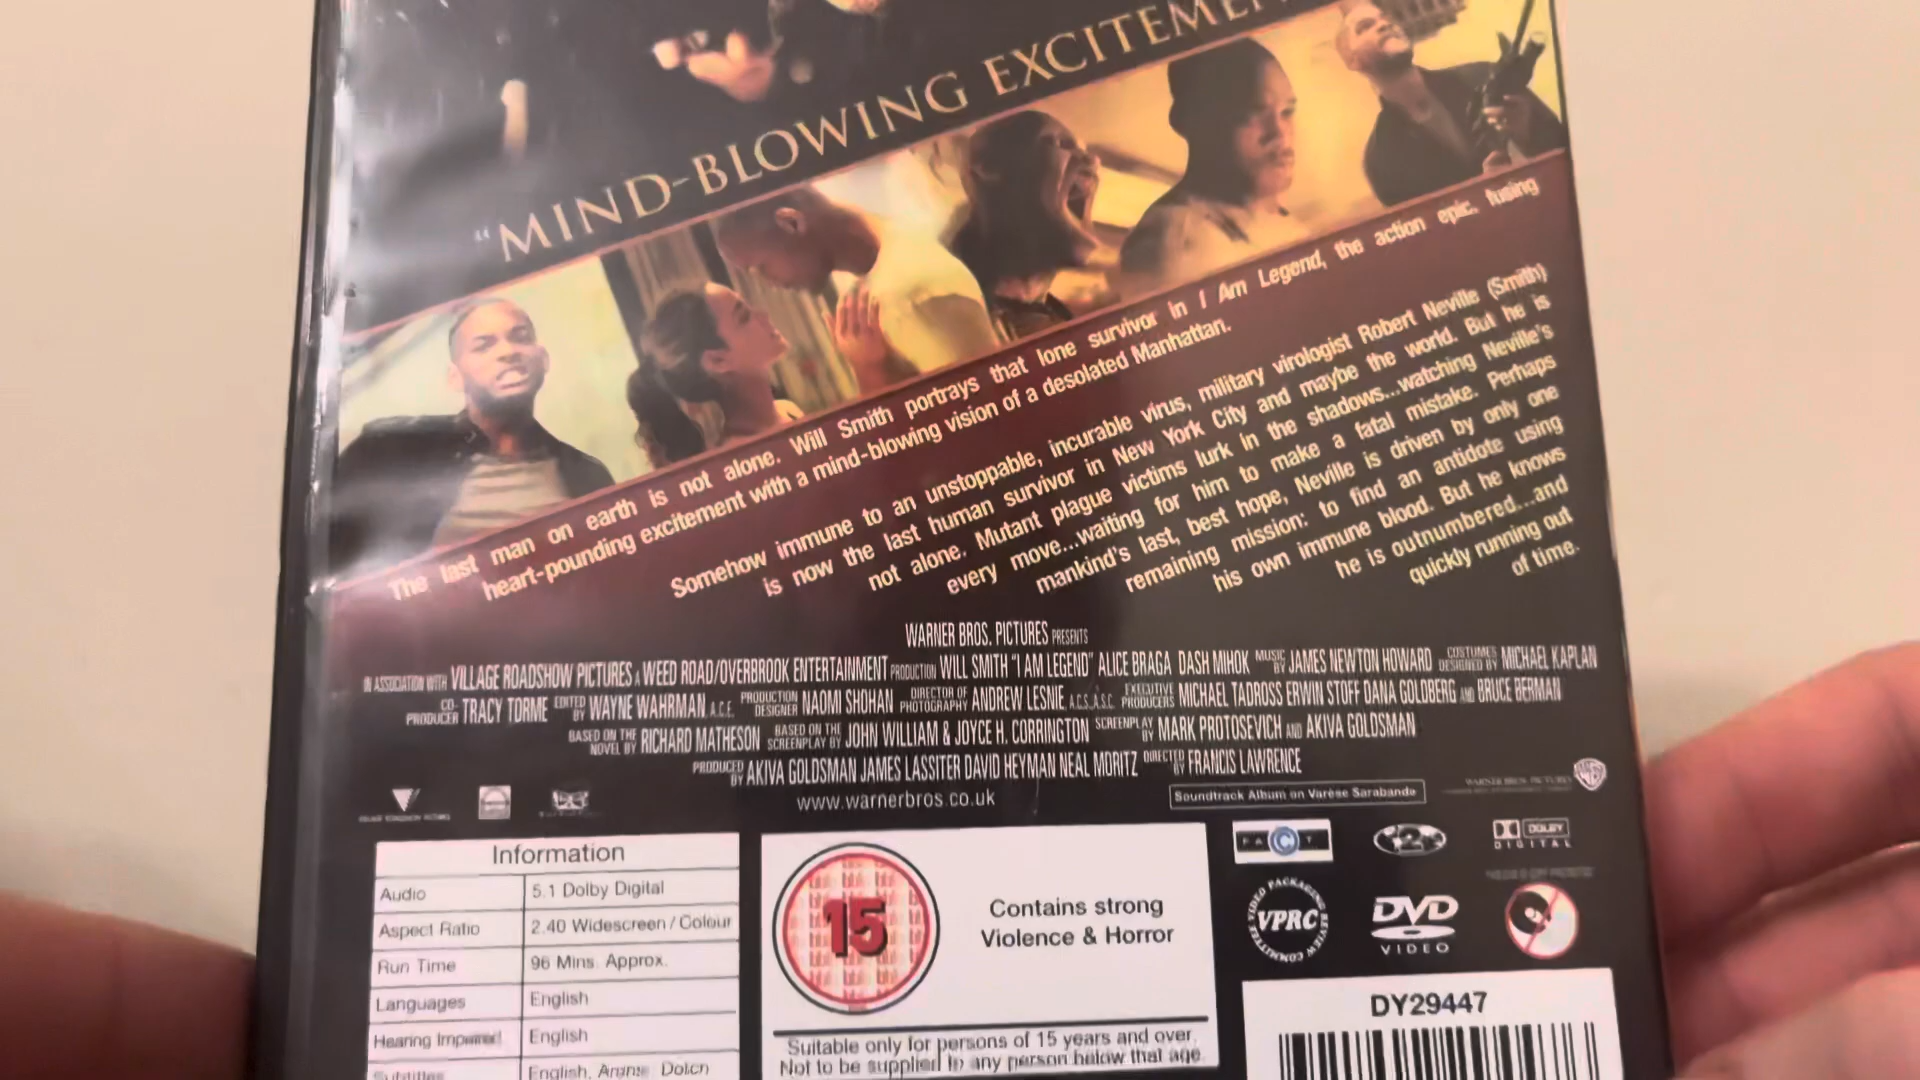 "MIND-BLOWING EXCITEMEN
The last man on earth is not alone. Will Smith portrays that lone survivor in I Am Legend, the action epic. fusing
heart-pounding excitement with a mind-blowing vision of a desolated Manhattan.
Somehow immune to an unstoppable, incurable virus, military virologist Robert Neville (Smith)
is now the last human survivor in New York City and maybe the world. But he is
not alone. Mutant plague victims lurk in the shadows...watching Neville's
every move...waiting for him to make a fatal mistake. Perhaps
mankind's last, best hope, Neville is driven by only one
remaining mission: to find an antidote using
his own immune blood. But he knows
he is outnumbered...and
quickly running out
of time.
WARNER BROS. PICTURES PRESENTS
IN ASSOCIATION WITH VILLAGE ROADSHOW PICTURES A WEED ROAD/OVERBROOK ENTERTAINMENT PRODUCTION WILL SMITH "I AM LEGEND" ALICE BRAGA DASH MIHOK MUSIC BY JAMES NEWTON HOWARD COSTUMES DESIGNED BY MICHAEL KAPLAN
CO-PRODUCER TRACY TORME EDITED BY WAYNE WAHRMAN, A.C.E. PRODUCTION DESIGNER NAOMI SHOHAN DIRECTOR OF PHOTOGRAPHY ANDREW LESNIE, A.C.S., A.S.C. EXECUTIVE PRODUCERS MICHAEL TADROSS ERWIN STOFF DANA GOLDBERG AND BRUCE BERMAN
BASED ON THE NOVEL BY RICHARD MATHESON BASED ON THE SCREENPLAY BY JOHN WILLIAM & JOYCE H. CORRINGTON SCREENPLAY BY MARK PROTOSEVICH AND AKIVA GOLDSMAN
PRODUCED BY AKIVA GOLDSMAN JAMES LASSITER DAVID HEYMAN NEAL MORITZ DIRECTED BY FRANCIS LAWRENCE
www.warnerbros.co.uk
Soundtrack Album on Varèse Sarabande
Information
Audio 5.1 Dolby Digital
Aspect Ratio 2.40 Widescreen / Colour
Run Time 96 Mins. Approx.
Languages English
Hearing Impaired English
Subtitles English, Dutch
15
Contains strong
Violence & Horror
Suitable only for persons of 15 years and over.
Not to be supplied to any person below that age.
FACT
2
DOLBY
DIGITAL
VIDEO PACKAGING REVIEW COMMITTEE
VPRC
DVD
VIDEO
DY29447